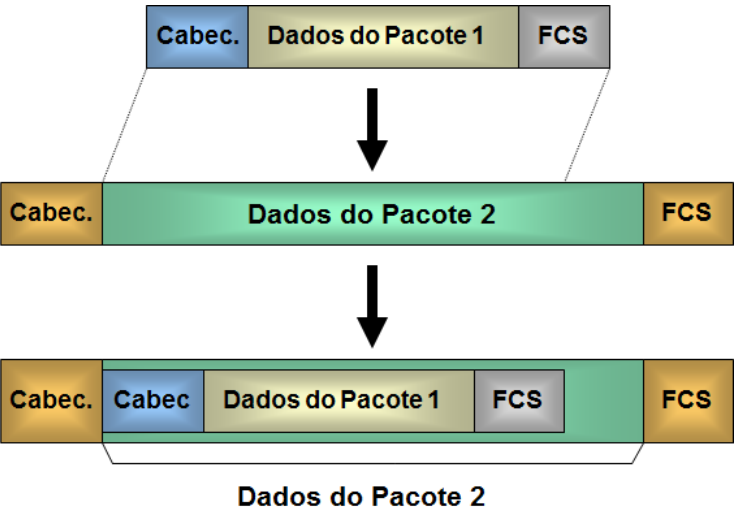 Cabec. Dados do Pacote 1 FCS
Cabec. Dados do Pacote 2 FCS
Cabec. Cabec Dados do Pacote 1 FCS FCS
Dados do Pacote 2